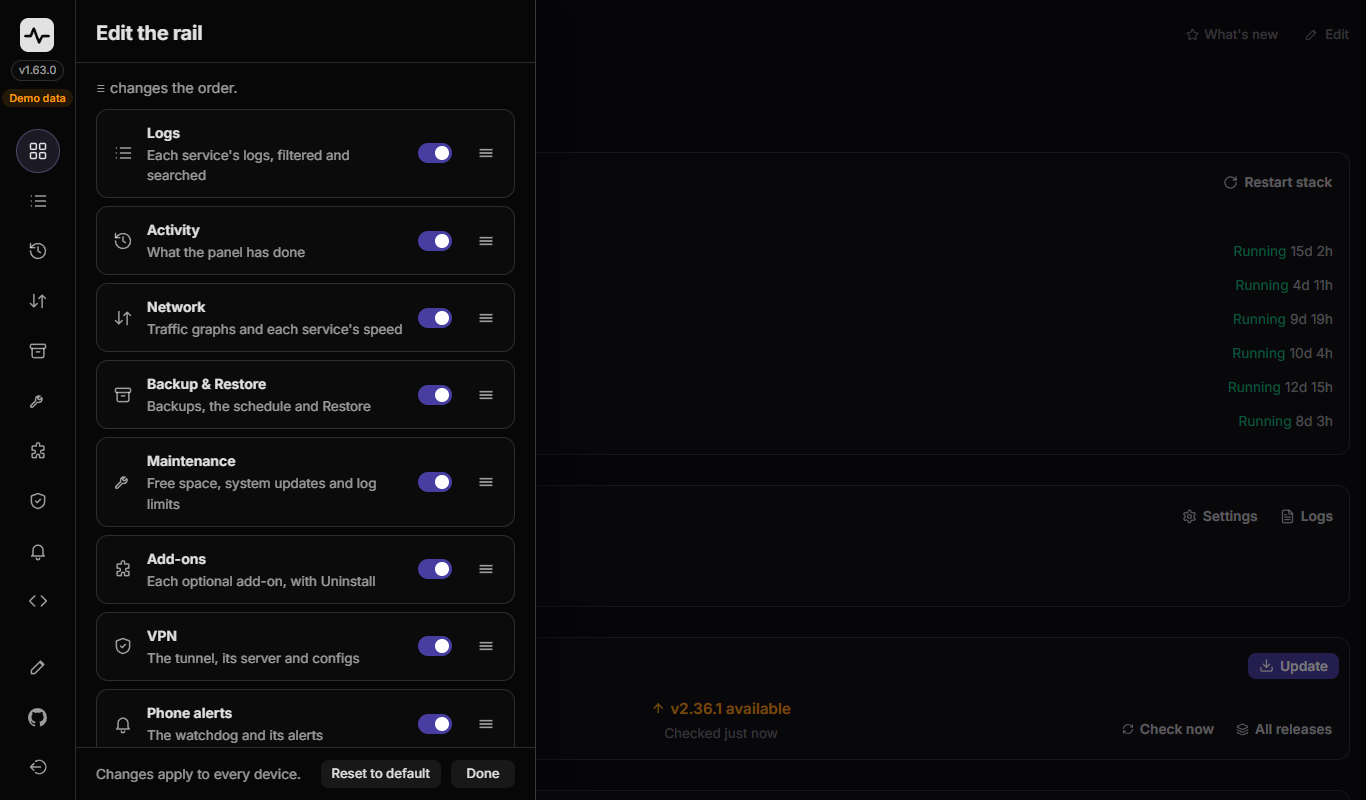 v1.63.0
Demo data
Edit the rail
changes the order.
Logs
Each service's logs, filtered and
searched
Activity
What the panel has done
Network
Traffic graphs and each service's speed
Backup & Restore
Backups, the schedule and Restore
Maintenance
Free space, system updates and log
limits
Add-ons
Each optional add-on, with Uninstall
VPN
The tunnel, its server and configs
Phone alerts
The watchdog and its alerts
Changes apply to every device.
Reset to default
Done
What's new
Edit
Restart stack
Running 15d 2h
Running 4d 11h
Running 9d 19h
Running 10d 4h
Running 12d 15h
Running 8d 3h
Settings
Logs
Update
v2.36.1 available
Checked just now
Check now
All releases